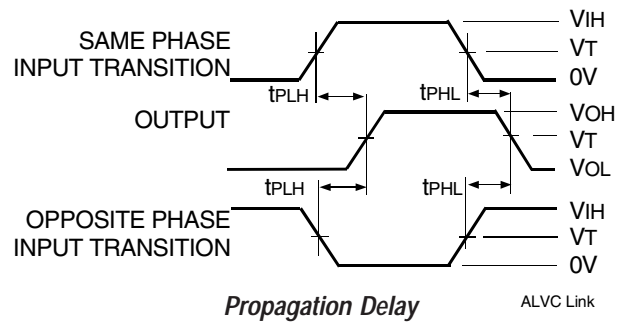 SAME PHASE
INPUT TRANSITION
VIH
VT
0V
tPLH
tPHL
OUTPUT
VOH
VT
VOL
tPLH
tPHL
OPPOSITE PHASE
INPUT TRANSITION
VIH
VT
0V
Propagation Delay
ALVC Link